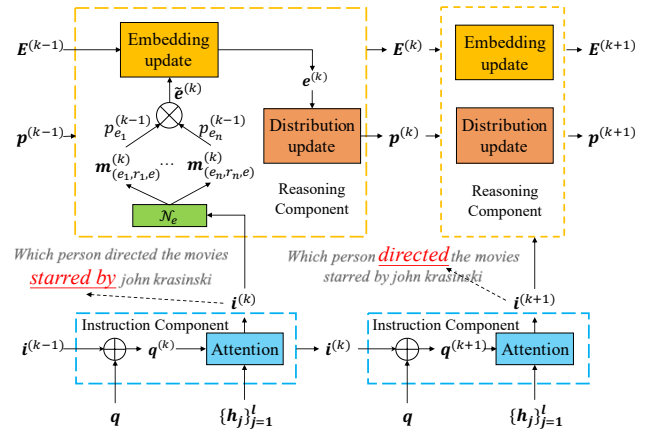 E^(k−1)
Embedding
update
E^(k)
Embedding
update
E^(k+1)
ẽ^(k)
e^(k)
p_{e_1}^(k−1)
p_{e_n}^(k−1)
p^(k−1)
Distribution
update
p^(k)
Distribution
update
p^(k+1)
m^(k)_(e_1,r_1,e)
...
m^(k)_(e_n,r_n,e)
Reasoning
Component
Reasoning
Component
𝒩_e
Which person directed the movies
starred by john krasinski
Which person directed the movies
starred by john krasinski
i^(k)
i^(k+1)
Instruction Component
Instruction Component
i^(k−1)
q^(k)
Attention
i^(k)
q^(k+1)
Attention
q
{h_j}_{j=1}^l
q
{h_j}_{j=1}^l